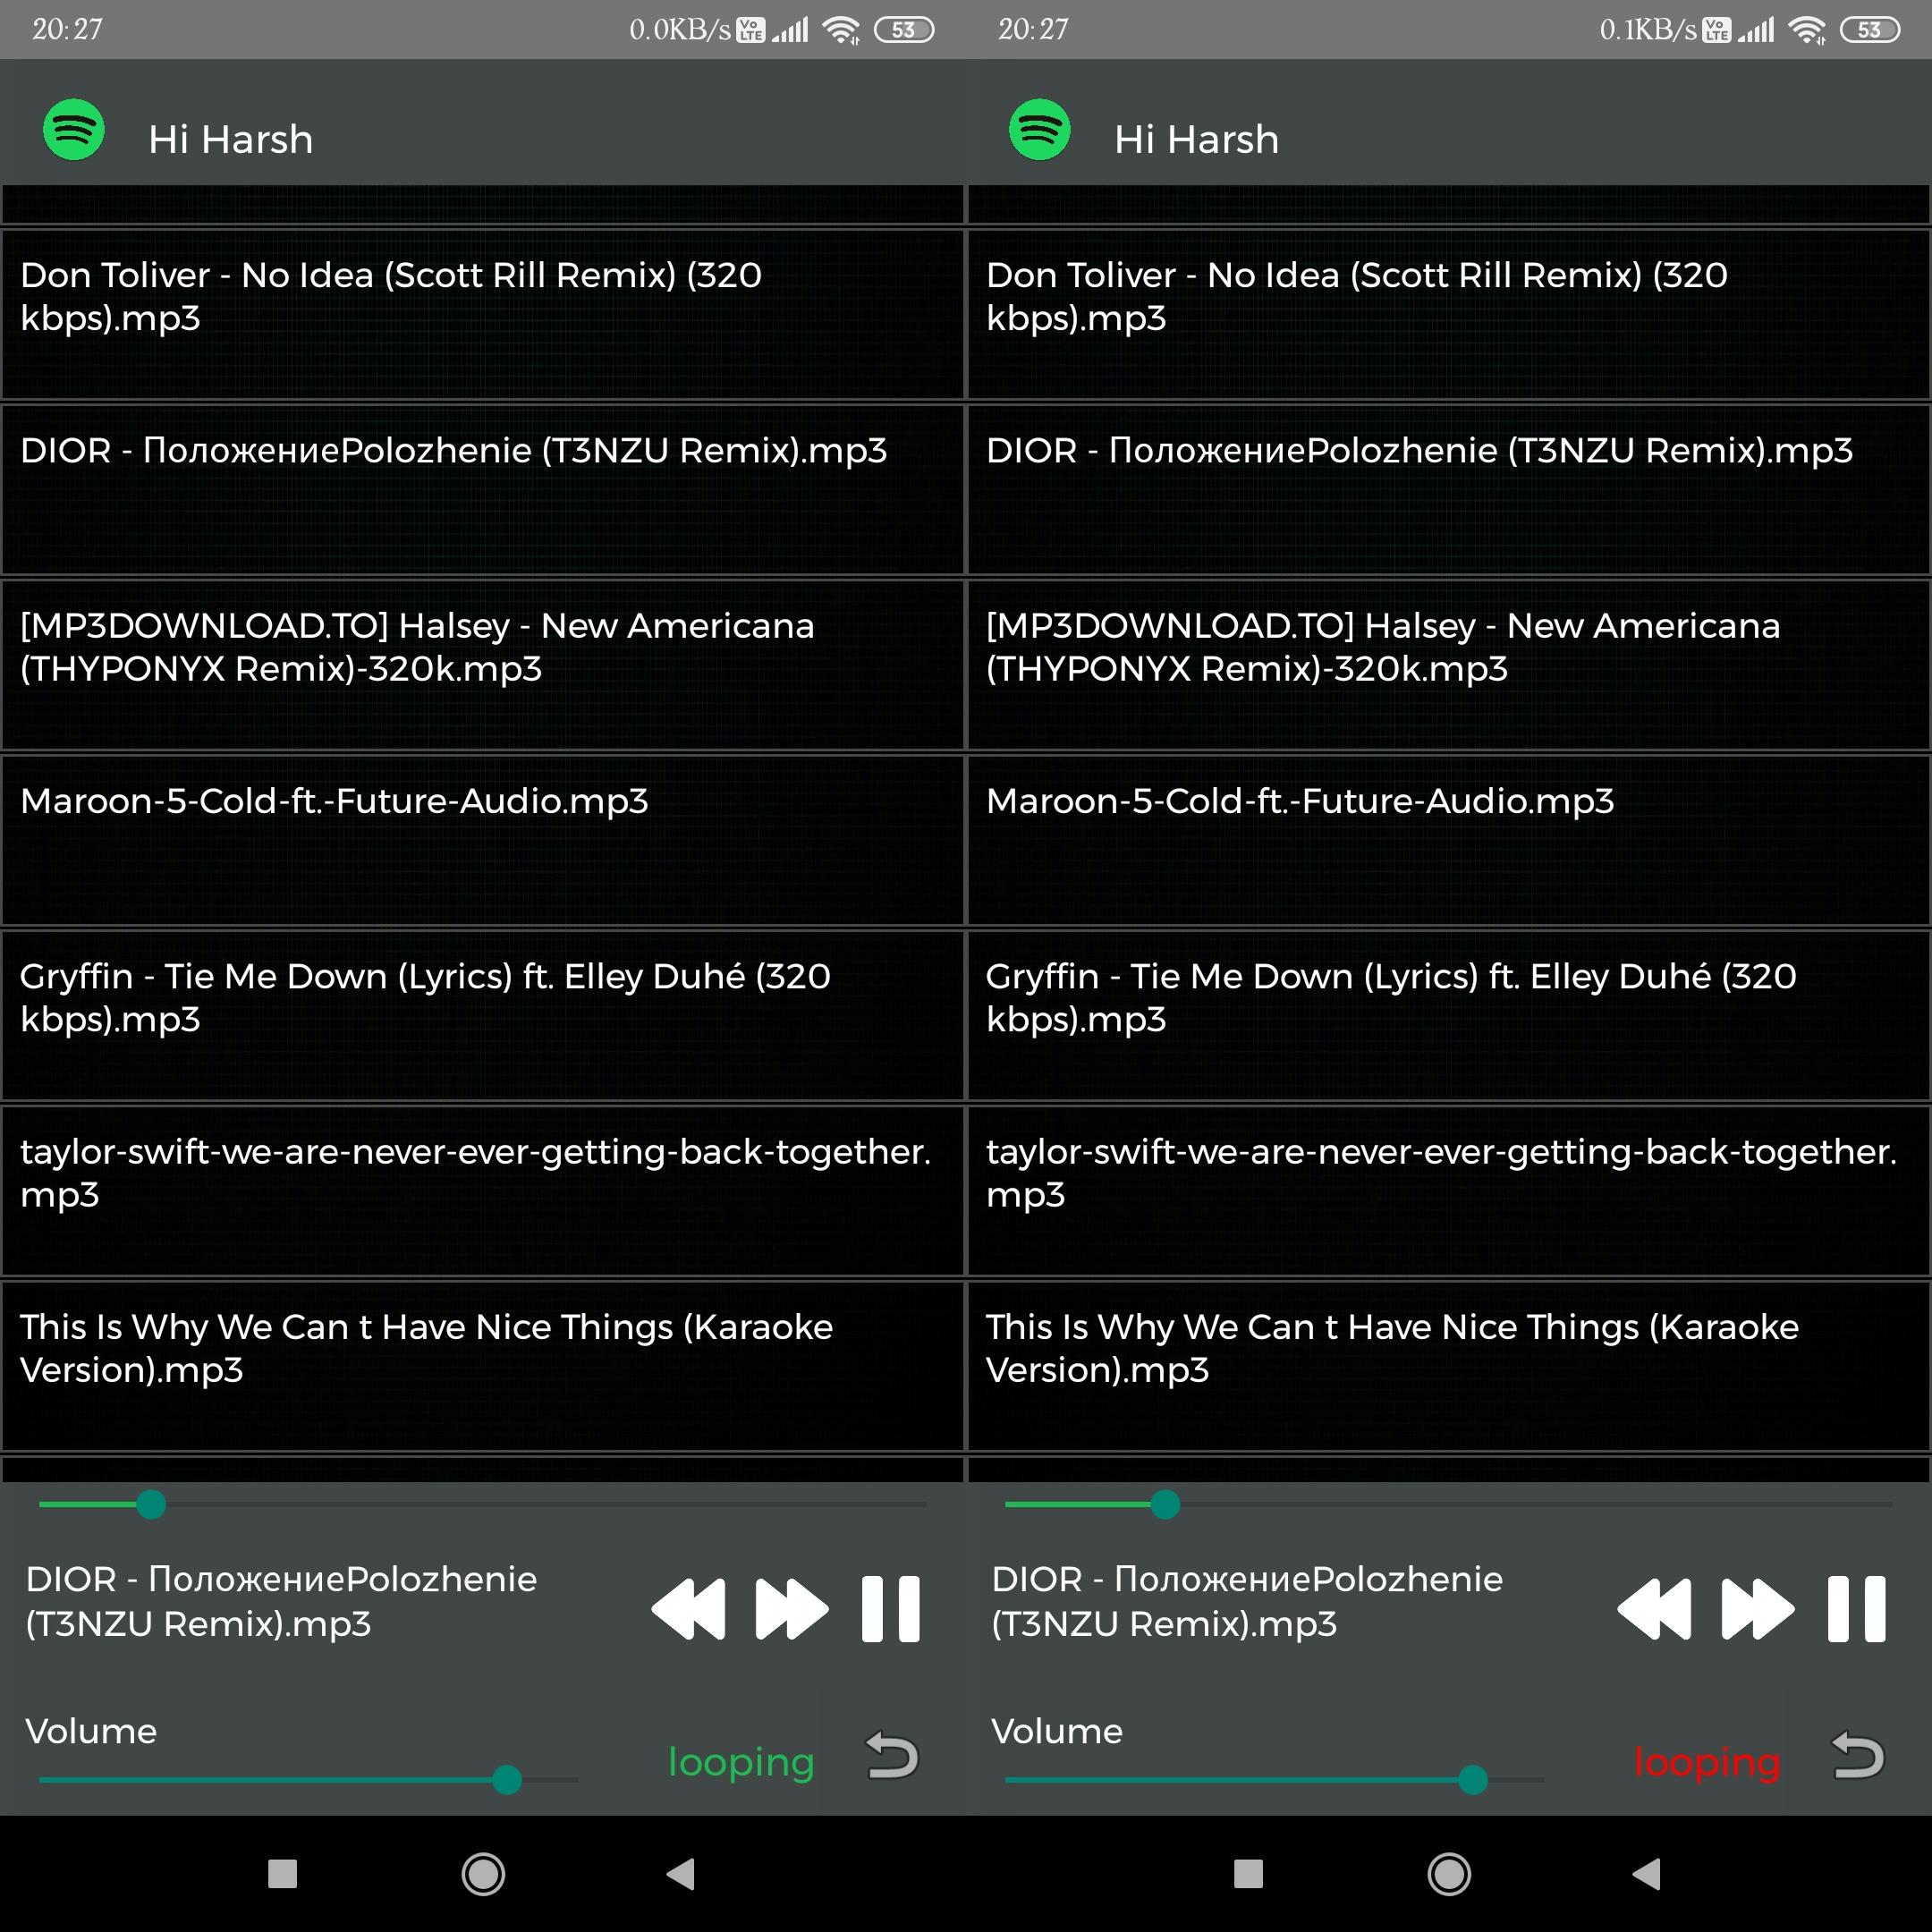 20:27
0.0KB/s
Vo
LTE
53
Hi Harsh
Don Toliver - No Idea (Scott Rill Remix) (320
kbps).mp3
DIOR - ПоложениеPolozhenie (T3NZU Remix).mp3
[MP3DOWNLOAD.TO] Halsey - New Americana
(THYPONYX Remix)-320k.mp3
Maroon-5-Cold-ft.-Future-Audio.mp3
Gryffin - Tie Me Down (Lyrics) ft. Elley Duhé (320
kbps).mp3
taylor-swift-we-are-never-ever-getting-back-together.
mp3
This Is Why We Can t Have Nice Things (Karaoke
Version).mp3
DIOR - ПоложениеPolozhenie
(T3NZU Remix).mp3
Volume
looping
20:27
0.1KB/s
Vo
LTE
53
Hi Harsh
Don Toliver - No Idea (Scott Rill Remix) (320
kbps).mp3
DIOR - ПоложениеPolozhenie (T3NZU Remix).mp3
[MP3DOWNLOAD.TO] Halsey - New Americana
(THYPONYX Remix)-320k.mp3
Maroon-5-Cold-ft.-Future-Audio.mp3
Gryffin - Tie Me Down (Lyrics) ft. Elley Duhé (320
kbps).mp3
taylor-swift-we-are-never-ever-getting-back-together.
mp3
This Is Why We Can t Have Nice Things (Karaoke
Version).mp3
DIOR - ПоложениеPolozhenie
(T3NZU Remix).mp3
Volume
looping